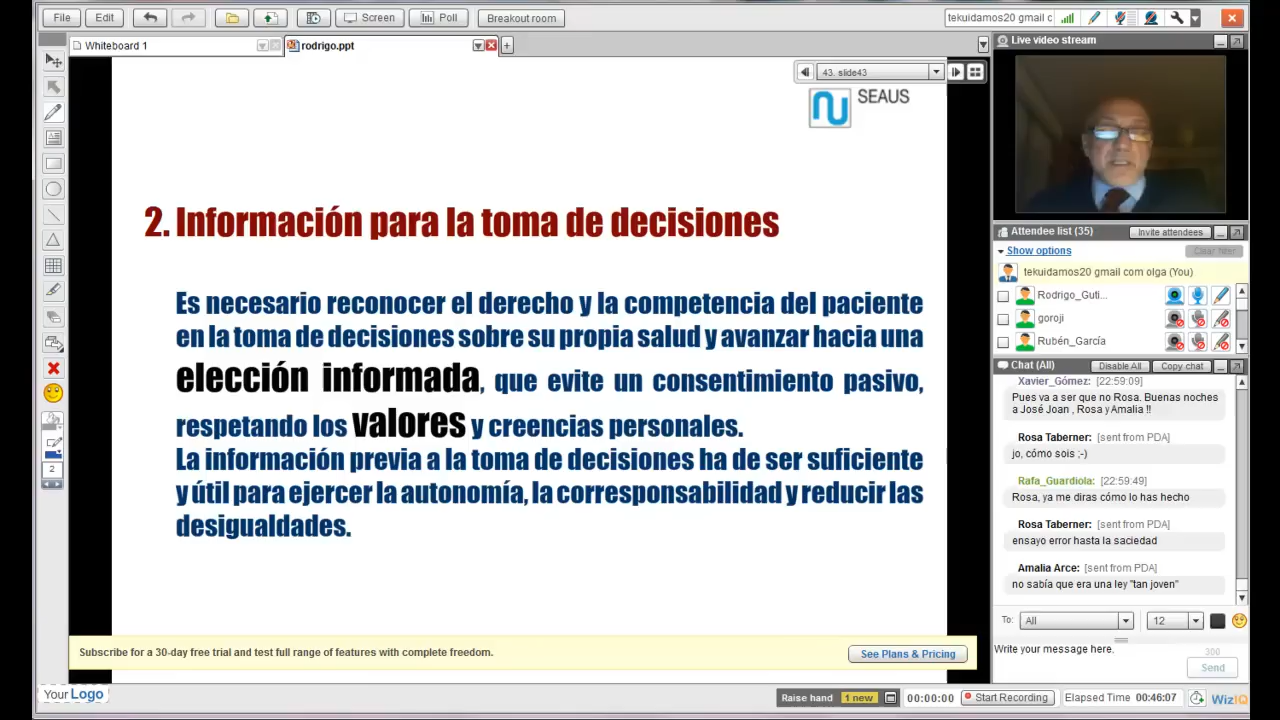 File
Edit
Screen
Poll
Breakout room
tekuidamos20 gmail c
Whiteboard 1
rodrigo.ppt
43. slide43
SEAUS
2. Información para la toma de decisiones
Es necesario reconocer el derecho y la competencia del paciente
en la toma de decisiones sobre su propia salud y avanzar hacia una
elección informada, que evite un consentimiento pasivo,
respetando los valores y creencias personales.
La información previa a la toma de decisiones ha de ser suficiente
y útil para ejercer la autonomía, la corresponsabilidad y reducir las
desigualdades.
2
Subscribe for a 30-day free trial and test full range of features with complete freedom.
See Plans & Pricing
Your Logo
Raise hand
1 new
00:00:00
Start Recording
Elapsed Time 00:46:07
WizIQ
Live video stream
Attendee list (35)
Invite attendees
Show options
Clear filter
tekuidamos20 gmail com olga (You)
Rodrigo_Guti...
goroji
Rubén_García
Chat (All)
Disable All
Copy chat
Xavier_Gómez: [22:59:09]
Pues va a ser que no Rosa. Buenas noches
a José Joan , Rosa y Amalia !!
Rosa Taberner: [sent from PDA]
jo, cómo sois ;-)
Rafa_Guardiola: [22:59:49]
Rosa, ya me diras cómo lo has hecho
Rosa Taberner: [sent from PDA]
ensayo error hasta la saciedad
Amalia Arce: [sent from PDA]
no sabía que era una ley "tan joven"
To:
All
12
Write your message here.
300
Send